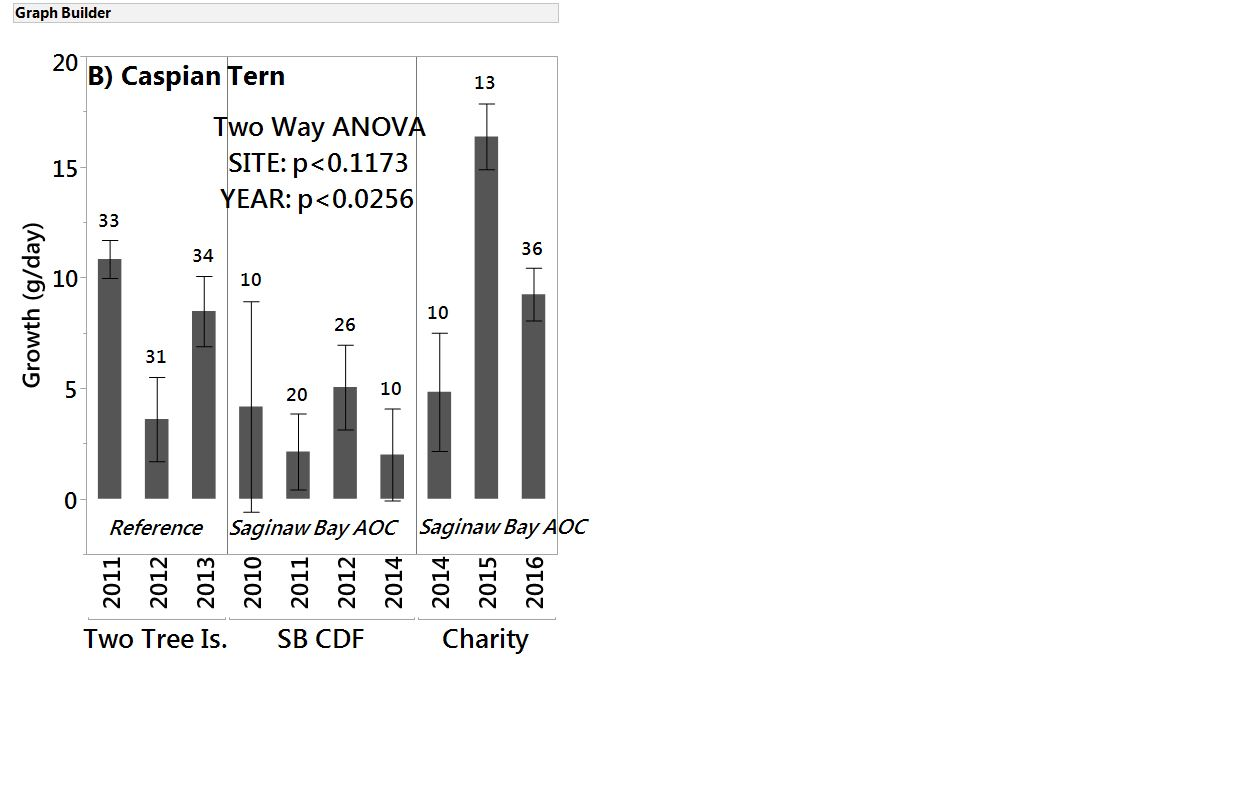 Graph Builder
B) Caspian Tern
Two Way ANOVA
SITE: p<0.1173
YEAR: p<0.0256
Growth (g/day)
20
15
10
5
0
33
31
34
10
20
26
10
10
13
36
Reference
Saginaw Bay AOC
Saginaw Bay AOC
2011
2012
2013
2010
2011
2012
2014
2014
2015
2016
Two Tree Is.
SB CDF
Charity